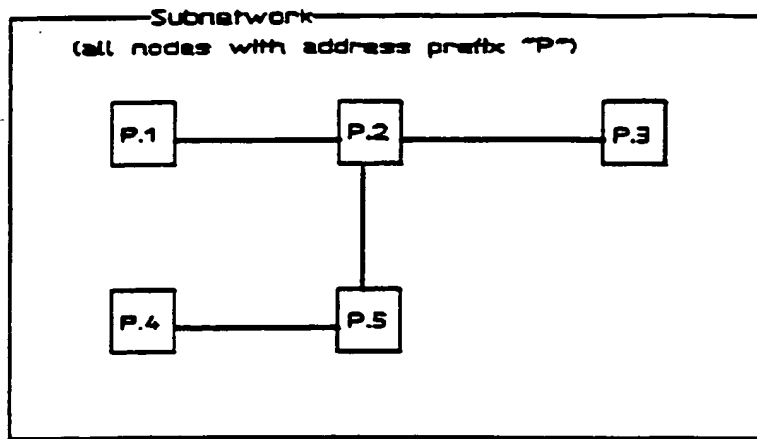 Subnetwork
(all nodes with address prefix "P")
P.1 P.2 P.3
P.4 P.5